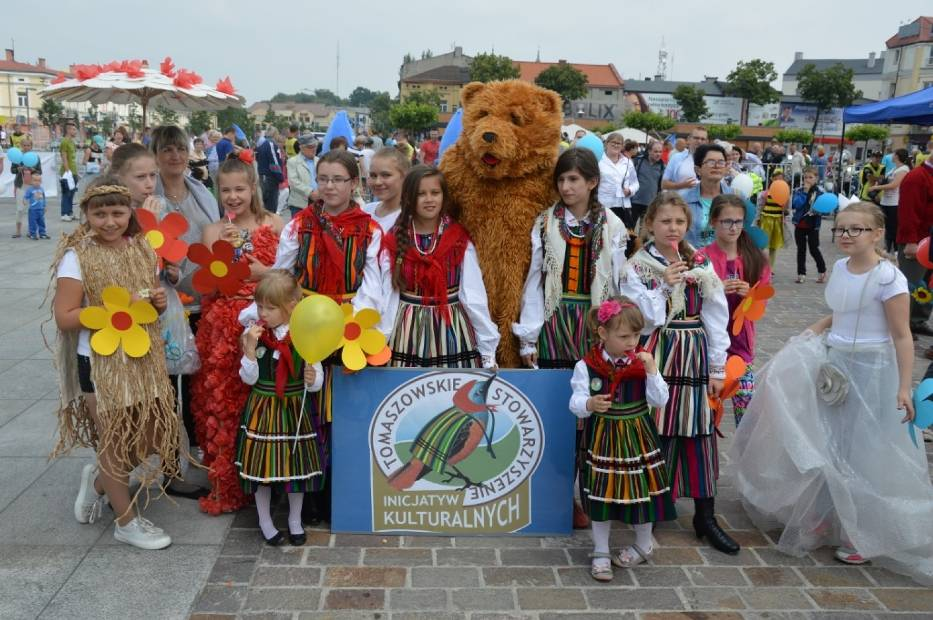 TOMASZOWSKIE STOWARZYSZENIE
INICJATYW
KULTURALNYCH